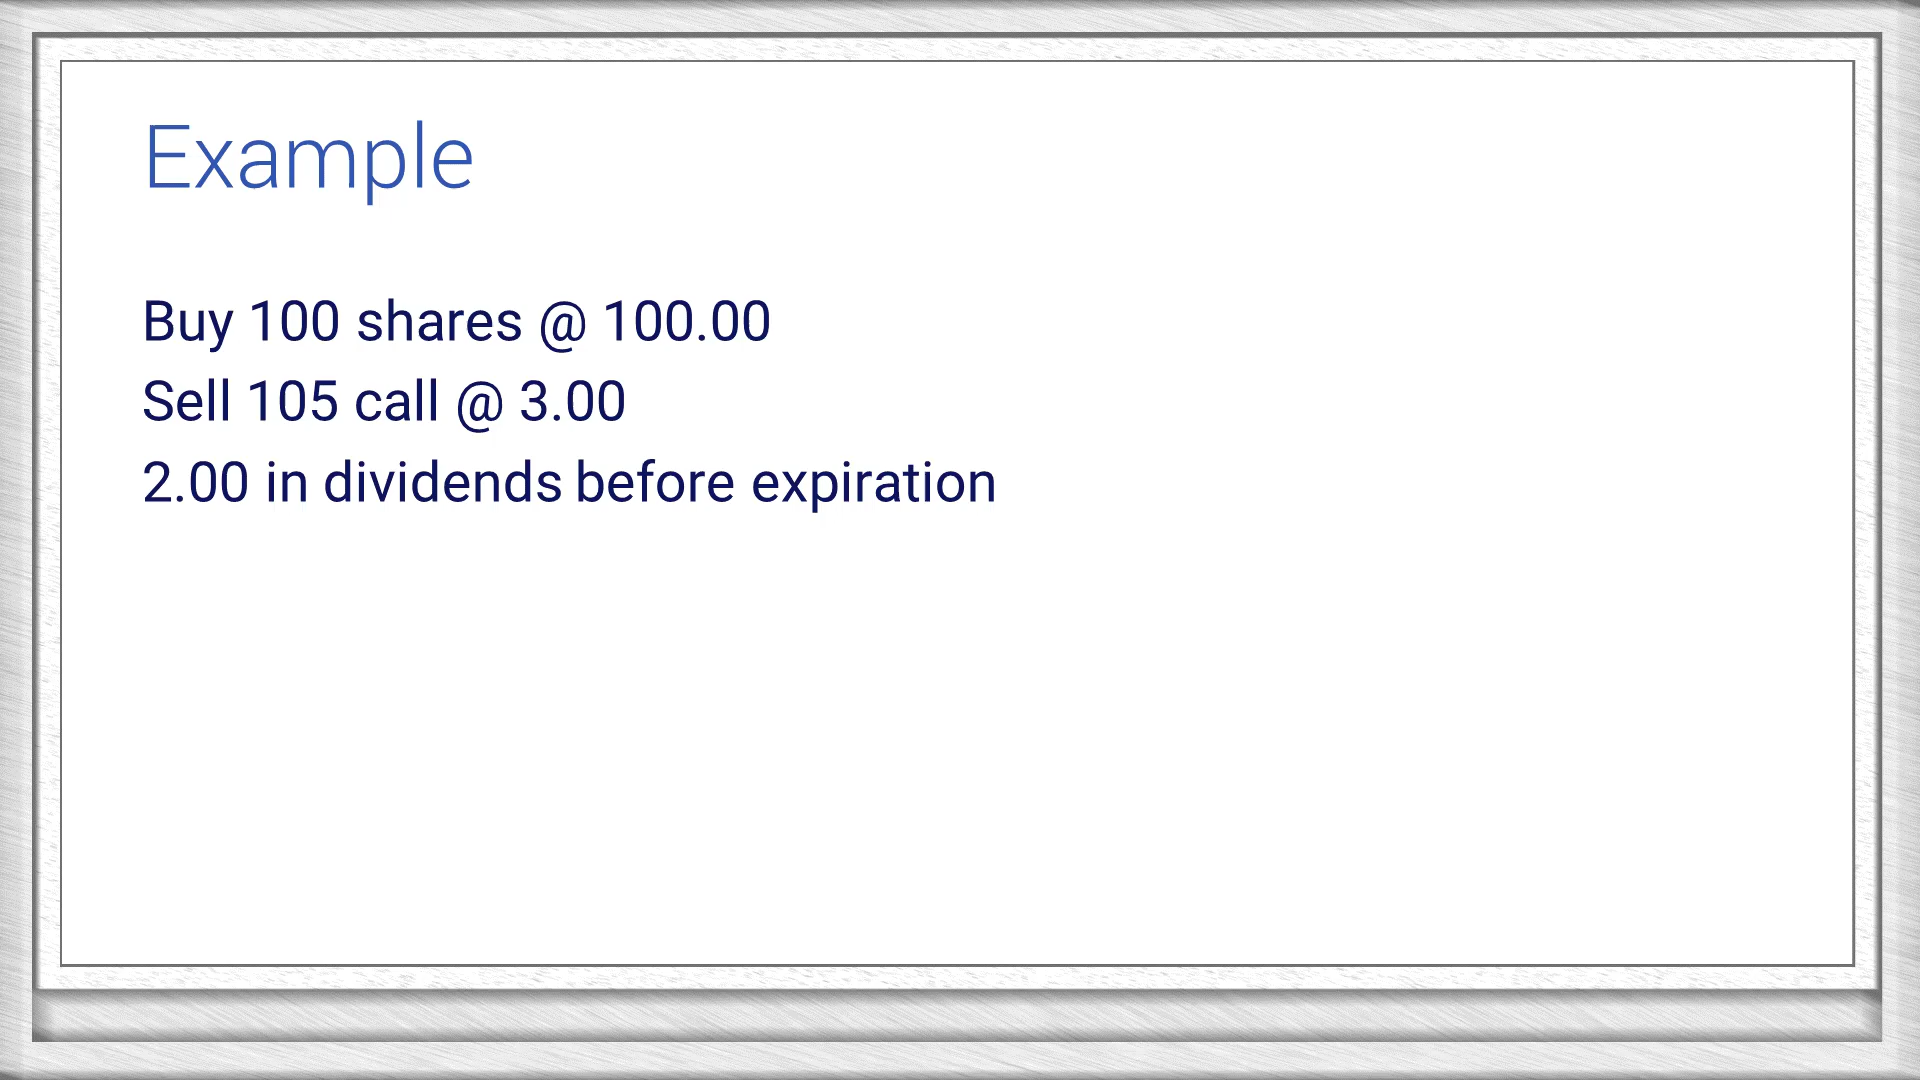 Example
Buy 100 shares @ 100.00
Sell 105 call @ 3.00
2.00 in dividends before expiration